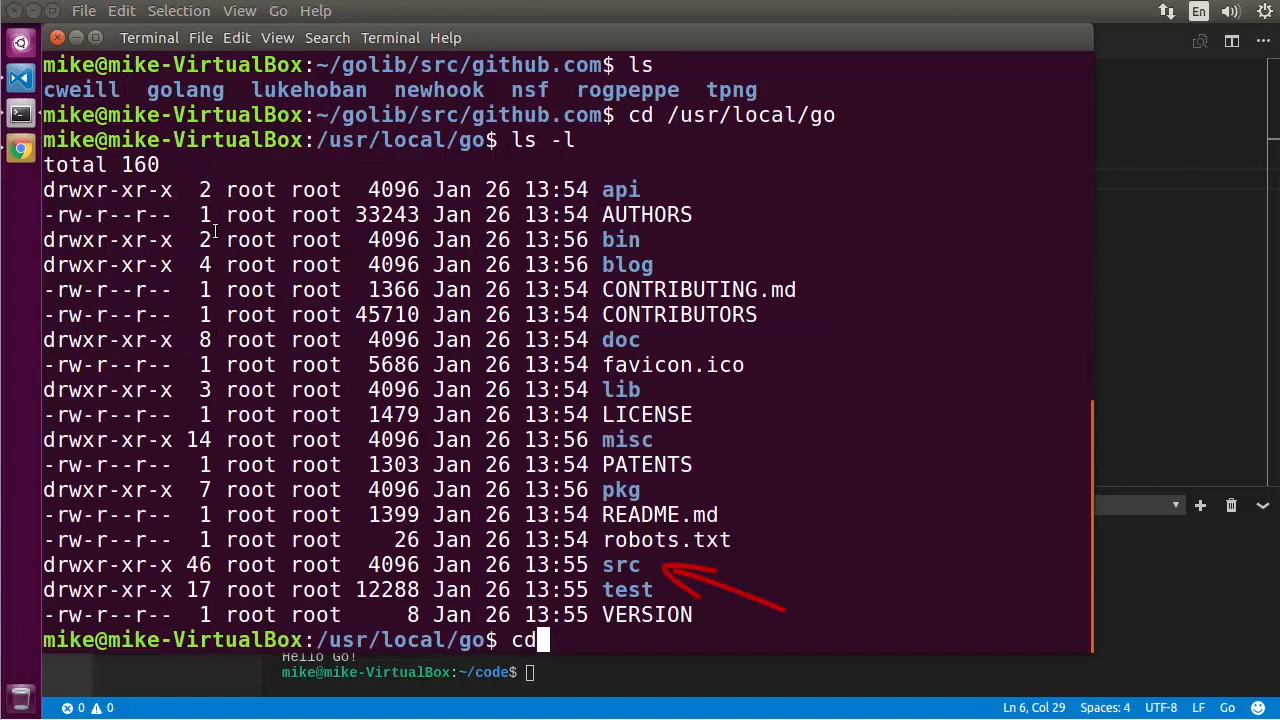 File Edit Selection View Go Help
En
Terminal File Edit View Search Terminal Help
mike@mike-VirtualBox:~/golib/src/github.com$ ls
cweill golang lukehoban newhook nsf rogpeppe tpng
mike@mike-VirtualBox:~/golib/src/github.com$ cd /usr/local/go
mike@mike-VirtualBox:/usr/local/go$ ls -l
total 160
drwxr-xr-x 2 root root 4096 Jan 26 13:54 api
-rw-r--r-- 1 root root 33243 Jan 26 13:54 AUTHORS
drwxr-xr-x 2 root root 4096 Jan 26 13:56 bin
drwxr-xr-x 4 root root 4096 Jan 26 13:56 blog
-rw-r--r-- 1 root root 1366 Jan 26 13:54 CONTRIBUTING.md
-rw-r--r-- 1 root root 45710 Jan 26 13:54 CONTRIBUTORS
drwxr-xr-x 8 root root 4096 Jan 26 13:54 doc
-rw-r--r-- 1 root root 5686 Jan 26 13:54 favicon.ico
drwxr-xr-x 3 root root 4096 Jan 26 13:54 lib
-rw-r--r-- 1 root root 1479 Jan 26 13:54 LICENSE
drwxr-xr-x 14 root root 4096 Jan 26 13:56 misc
-rw-r--r-- 1 root root 1303 Jan 26 13:54 PATENTS
drwxr-xr-x 7 root root 4096 Jan 26 13:56 pkg
-rw-r--r-- 1 root root 1399 Jan 26 13:54 README.md
-rw-r--r-- 1 root root 26 Jan 26 13:54 robots.txt
drwxr-xr-x 46 root root 4096 Jan 26 13:55 src
drwxr-xr-x 17 root root 12288 Jan 26 13:55 test
-rw-r--r-- 1 root root 8 Jan 26 13:55 VERSION
mike@mike-VirtualBox:/usr/local/go$ cd
Hello Go!
mike@mike-VirtualBox:~/code$
0 0 Ln 6, Col 29 Spaces: 4 UTF-8 LF Go